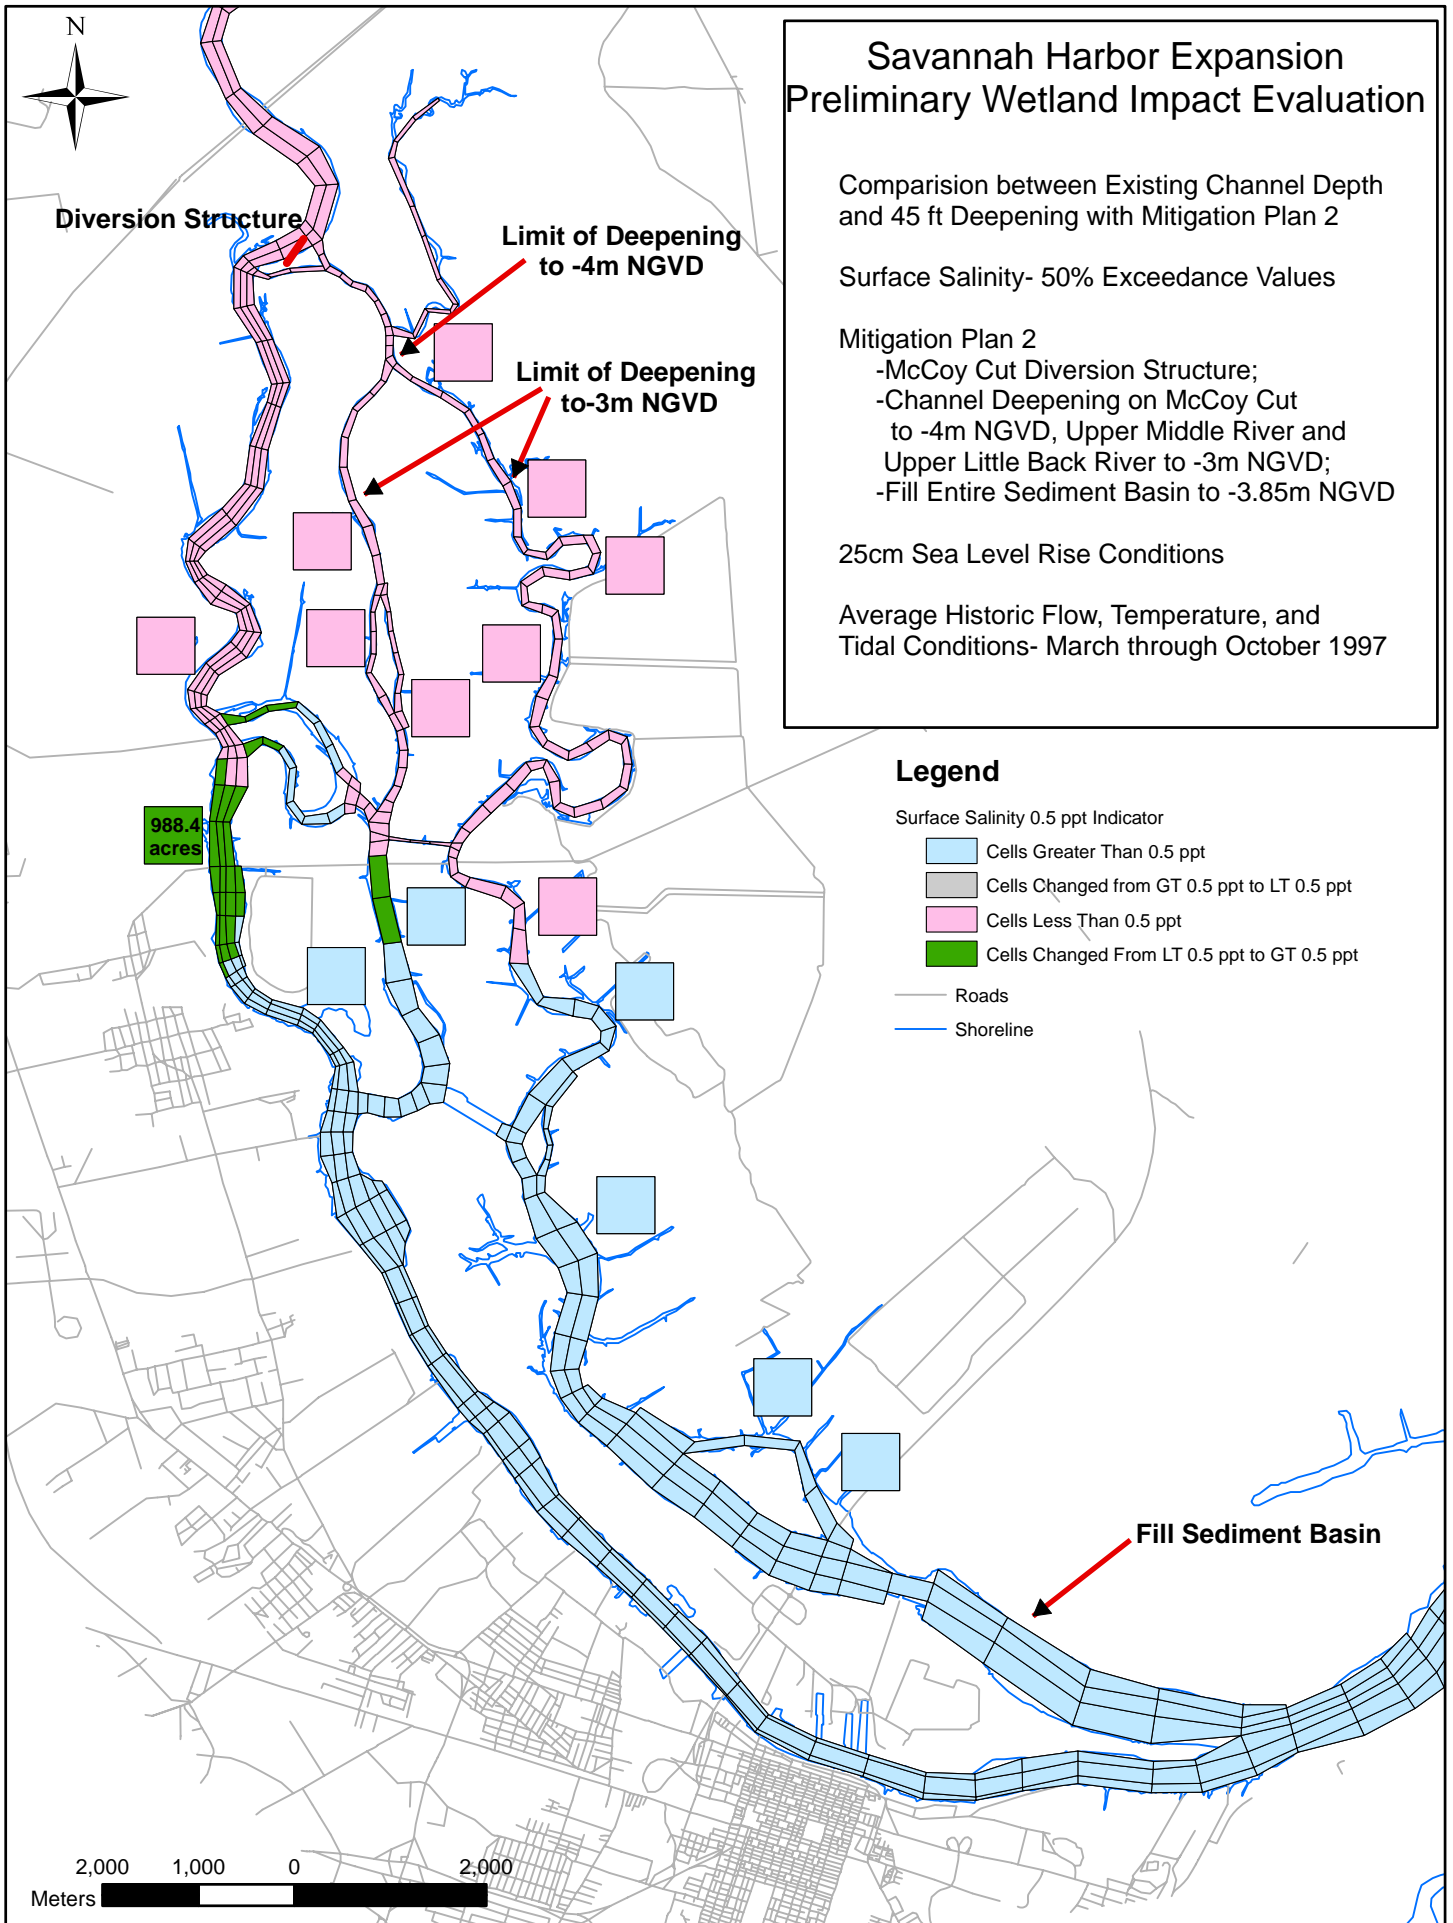 N
Savannah Harbor Expansion
Preliminary Wetland Impact Evaluation
Comparision between Existing Channel Depth
and 45 ft Deepening with Mitigation Plan 2
Surface Salinity- 50% Exceedance Values
Mitigation Plan 2
-McCoy Cut Diversion Structure;
-Channel Deepening on McCoy Cut
to -4m NGVD, Upper Middle River and
Upper Little Back River to -3m NGVD;
-Fill Entire Sediment Basin to -3.85m NGVD
25cm Sea Level Rise Conditions
Average Historic Flow, Temperature, and
Tidal Conditions- March through October 1997
Diversion Structure
Limit of Deepening
to -4m NGVD
Limit of Deepening
to-3m NGVD
988.4
acres
Legend
Surface Salinity 0.5 ppt Indicator
Cells Greater Than 0.5 ppt
Cells Changed from GT 0.5 ppt to LT 0.5 ppt
Cells Less Than 0.5 ppt
Cells Changed From LT 0.5 ppt to GT 0.5 ppt
Roads
Shoreline
Fill Sediment Basin
2,000 1,000 0 2,000
Meters